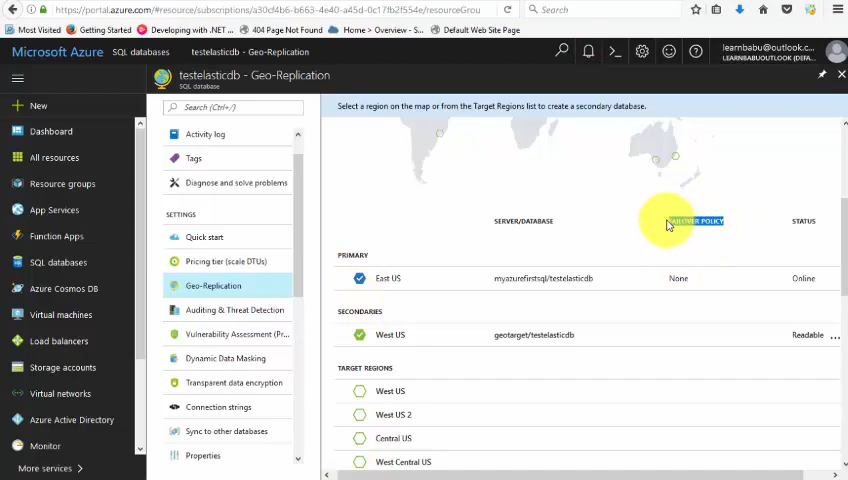 https://portal.azure.com/#resource/subscriptions/a30cf4b6-b663-4e40-a45d-0c17fb2f554e/resourceGrou
Search
Most Visited
Getting Started
Developing with .NET ...
404 Page Not Found
Home > Overview - S...
Default Web Site Page
Microsoft Azure
SQL databases
testelasticdb - Geo-Replication
learnbabu@outlook.c...
LEARNBABUOUTLOOK (DEFA...
testelasticdb - Geo-Replication
SQL database
New
Dashboard
All resources
Resource groups
App Services
Function Apps
SQL databases
Azure Cosmos DB
Virtual machines
Load balancers
Storage accounts
Virtual networks
Azure Active Directory
Monitor
More services
Search (Ctrl+/)
Activity log
Tags
Diagnose and solve problems
SETTINGS
Quick start
Pricing tier (scale DTUs)
Geo-Replication
Auditing & Threat Detection
Vulnerability Assessment (Pr...
Dynamic Data Masking
Transparent data encryption
Connection strings
Sync to other databases
Properties
Select a region on the map or from the Target Regions list to create a secondary database.
SERVER/DATABASE FAILOVER POLICY STATUS
PRIMARY
East US myazurefirstsql/testelasticdb None Online
SECONDARIES
West US geotarget/testelasticdb Readable ...
TARGET REGIONS
West US
West US 2
Central US
West Central US